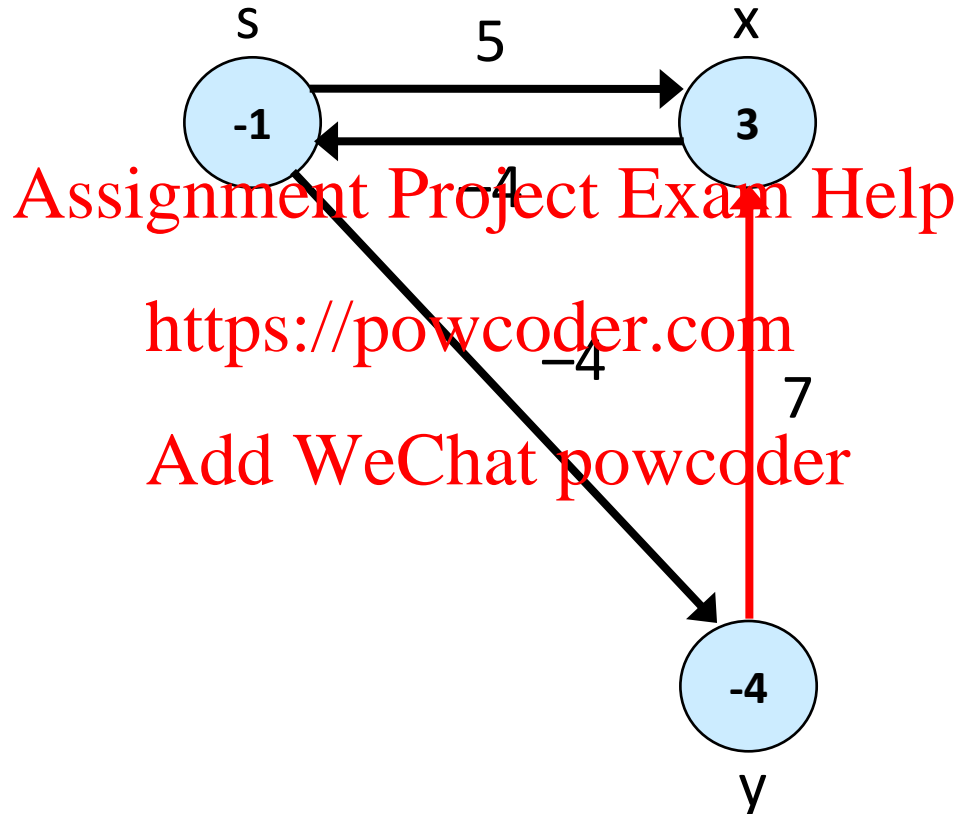 s
x
5
-1
3
–4
Assignment Project Exam Help
https://powcoder.com
–4
7
Add WeChat powcoder
-4
y